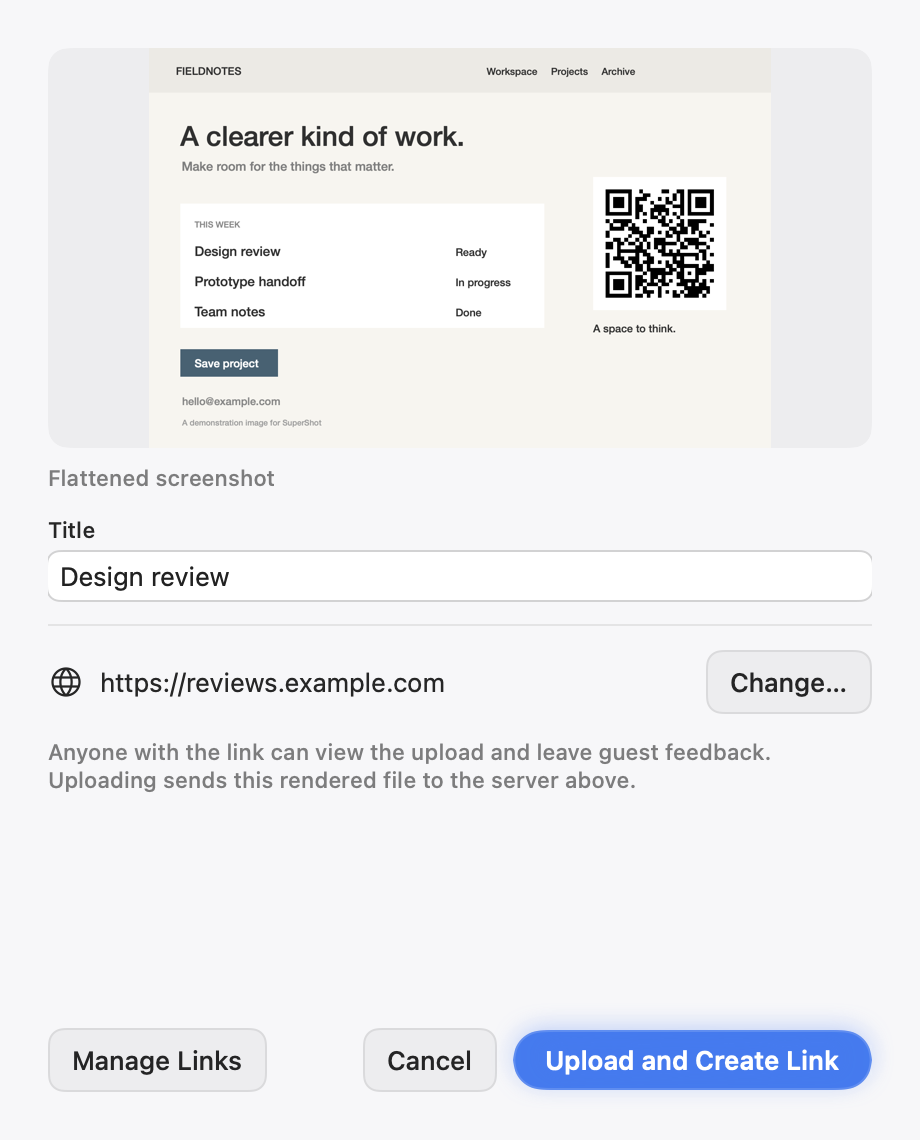 FIELDNOTES
Workspace Projects Archive
A clearer kind of work.
Make room for the things that matter.
THIS WEEK
Design review Ready
Prototype handoff In progress
Team notes Done
A space to think.
Save project
hello@example.com
A demonstration image for SuperShot
Flattened screenshot
Title
Design review
https://reviews.example.com
Change...
Anyone with the link can view the upload and leave guest feedback.
Uploading sends this rendered file to the server above.
Manage Links
Cancel
Upload and Create Link